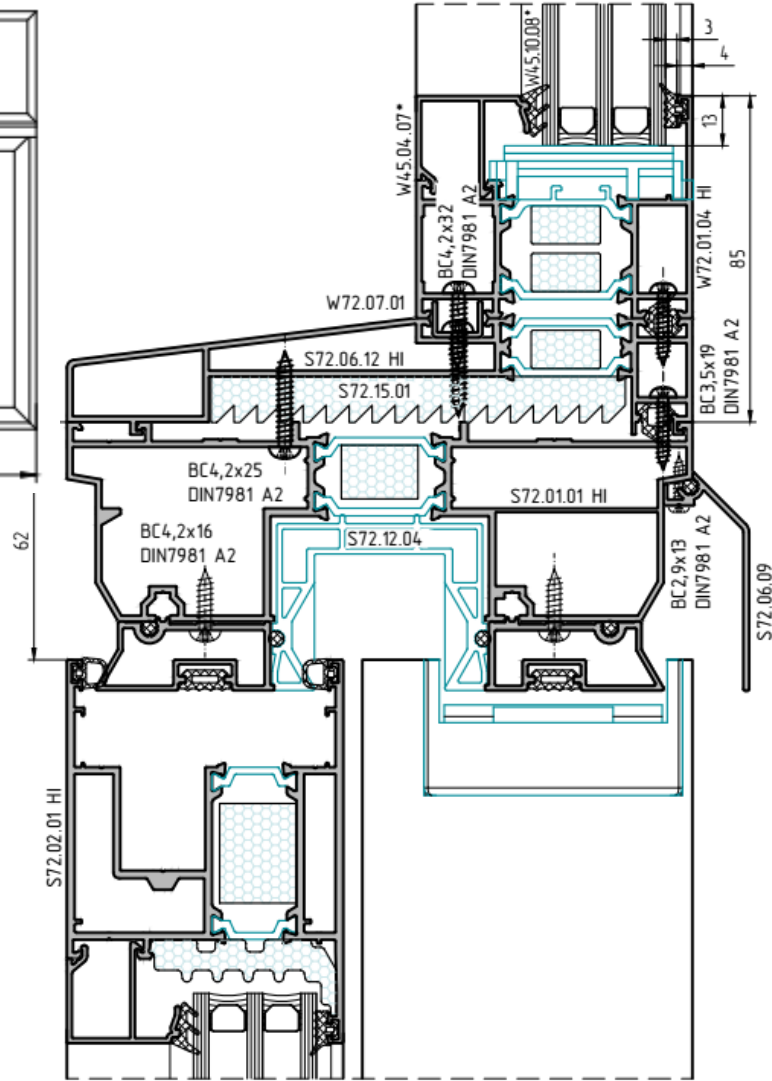 3
4
W45.10.08*
13
W45.04.07*
BC4,2x32
DIN7981 A2
W72.01.04 HI
85
W72.07.01
S72.06.12 HI
S72.15.01
BC3,5x19
DIN7981 A2
BC4,2x25
DIN7981 A2
S72.01.01 HI
62
BC4,2x16
DIN7981 A2
S72.12.04
BC2,9x13
DIN7981 A2
S72.06.09
S72.02.01 HI